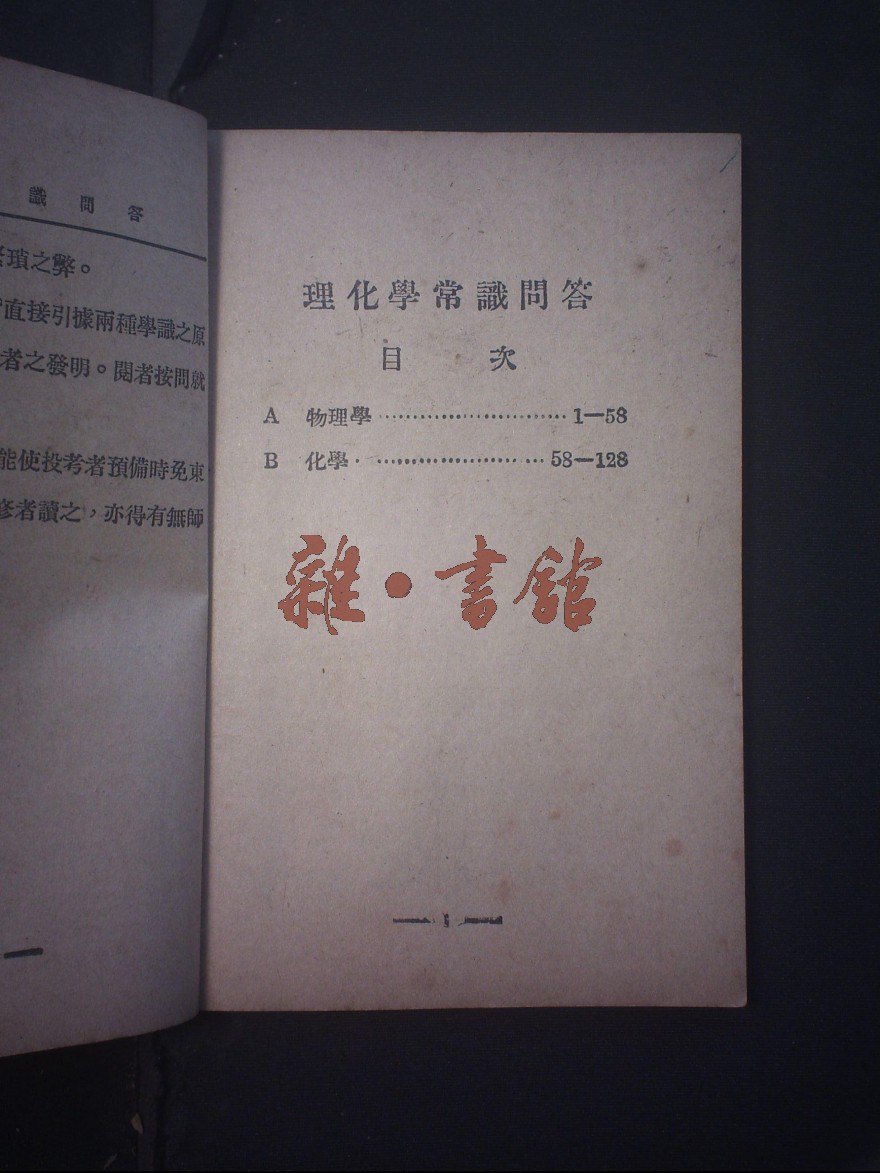 識問答
瑣之弊。
直接引據兩種學識之原
者之發明。閱者按問就
能使投考者預備時免東
修者讀之，亦得有無師
理化學常識問答
目次
A 物理學 ························ 1—58
B 化學 · ····················· 58—128
雜·書館
— 1 —